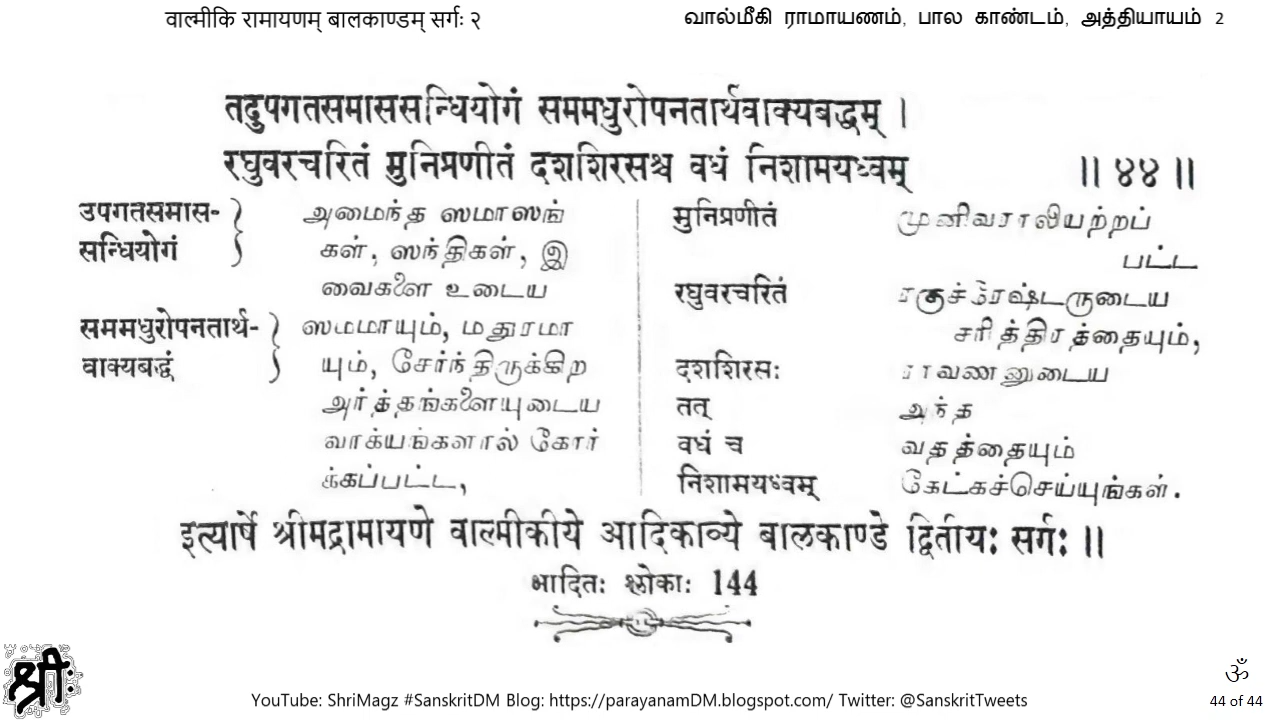 वाल्मीकि रामायणम् बालकाण्डम् सर्गः २
வால்மீகி ராமாயணம், பால காண்டம், அத்தியாயம் 2
तदुपगतसमाससन्धियोगं सममधुरोपनतार्थवाक्यबद्धम् ।
रघुवरचरितं मुनिप्रणीतं दशशिरसश्च वधं निशामयध्वम् ॥ ४४ ॥
उपगतसमास-
सन्धियोगं
அமைந்த ஸமாஸங்
கள், ஸந்திகள், இ
வைகளை உடைய
सममधुरोपनतार्थ-
वाक्यबद्धं
ஸமமாயும், மதுரமா
யும், சேர்ந்திருக்கிற
அர்த்தங்களையுடைய
வாக்யங்களால் கோர்
க்கப்பட்ட,
मुनिप्रणीतं
முனிவராலியற்றப்
பட்ட
रघुवरचरितं
ரகுச்ரேஷ்டருடைய
சரித்திரத்தையும்,
दशशिरसः
ராவணனுடைய
तत्
அந்த
वधं च
வதத்தையும்
निशामयध्वम्
கேட்கச்செய்யுங்கள்.
इत्यार्षे श्रीमद्रामायणे वाल्मीकीये आदिकाव्ये बालकाण्डे द्वितीयः सर्गः ॥
आदितः श्लोकाः 144
श्रीः
ॐ
YouTube: ShriMagz #SanskritDM Blog: https://parayanamDM.blogspot.com/ Twitter: @SanskritTweets
44 of 44